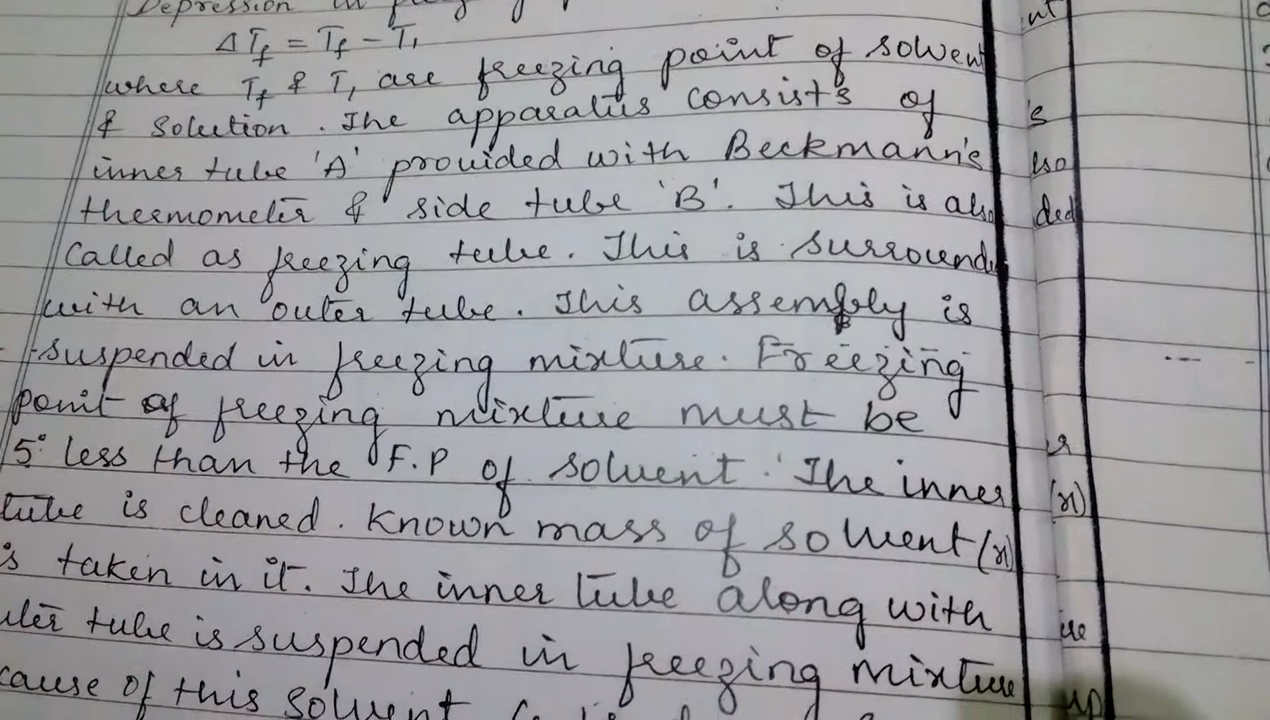 Depression in
ΔTf = Tf - T1
where Tf & T1 are freezing point of solvent
& solution. The apparatus consists of
inner tube 'A' provided with Beckmann's
thermometer & side tube 'B'. This is also
called as freezing tube. This is surround
with an outer tube. This assembly is
suspended in freezing mixture. Freezing
point of freezing mixture must be
5° less than the F.P of solvent. The inner
tube is cleaned. Known mass of solvent (x)
is taken in it. The inner tube along with
tube is suspended in freezing mixture
cause of this solvent